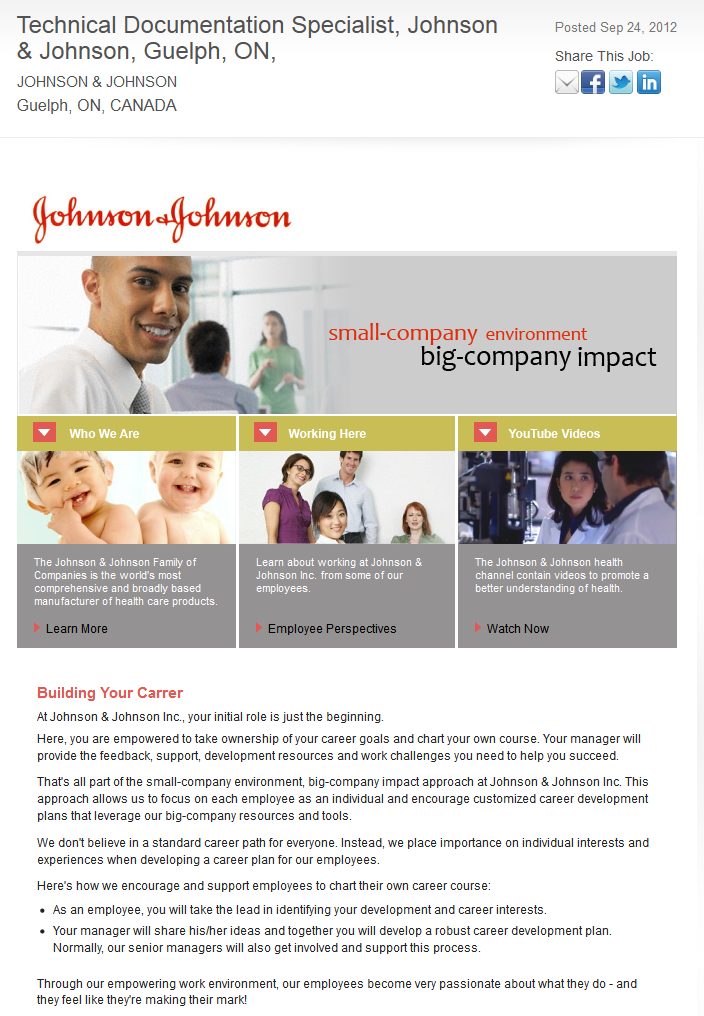 Technical Documentation Specialist, Johnson
& Johnson, Guelph, ON,
JOHNSON & JOHNSON
Guelph, ON, CANADA
Posted Sep 24, 2012
Share This Job:
Johnson & Johnson
small-company environment
big-company impact
Who We Are
The Johnson & Johnson Family of
Companies is the world's most
comprehensive and broadly based
manufacturer of health care products.
Learn More
Working Here
Learn about working at Johnson &
Johnson Inc. from some of our
employees.
Employee Perspectives
YouTube Videos
The Johnson & Johnson health
channel contain videos to promote a
better understanding of health.
Watch Now
Building Your Carrer
At Johnson & Johnson Inc., your initial role is just the beginning.
Here, you are empowered to take ownership of your career goals and chart your own course. Your manager will
provide the feedback, support, development resources and work challenges you need to help you succeed.
That's all part of the small-company environment, big-company impact approach at Johnson & Johnson Inc. This
approach allows us to focus on each employee as an individual and encourage customized career development
plans that leverage our big-company resources and tools.
We don't believe in a standard career path for everyone. Instead, we place importance on individual interests and
experiences when developing a career plan for our employees.
Here's how we encourage and support employees to chart their own career course:
• As an employee, you will take the lead in identifying your development and career interests.
• Your manager will share his/her ideas and together you will develop a robust career development plan.
Normally, our senior managers will also get involved and support this process.
Through our empowering work environment, our employees become very passionate about what they do - and
they feel like they're making their mark!